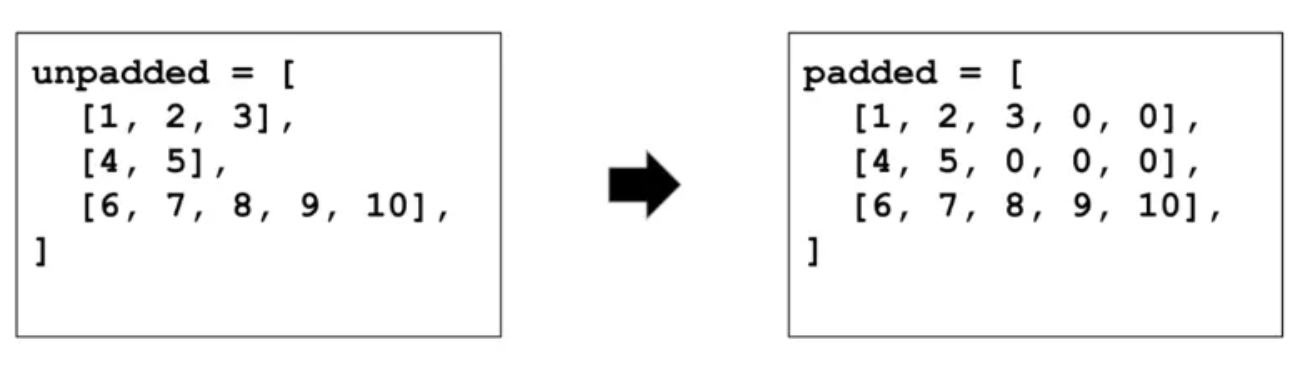 unpadded = [
  [1, 2, 3],
  [4, 5],
  [6, 7, 8, 9, 10],
]
padded = [
  [1, 2, 3, 0, 0],
  [4, 5, 0, 0, 0],
  [6, 7, 8, 9, 10],
]